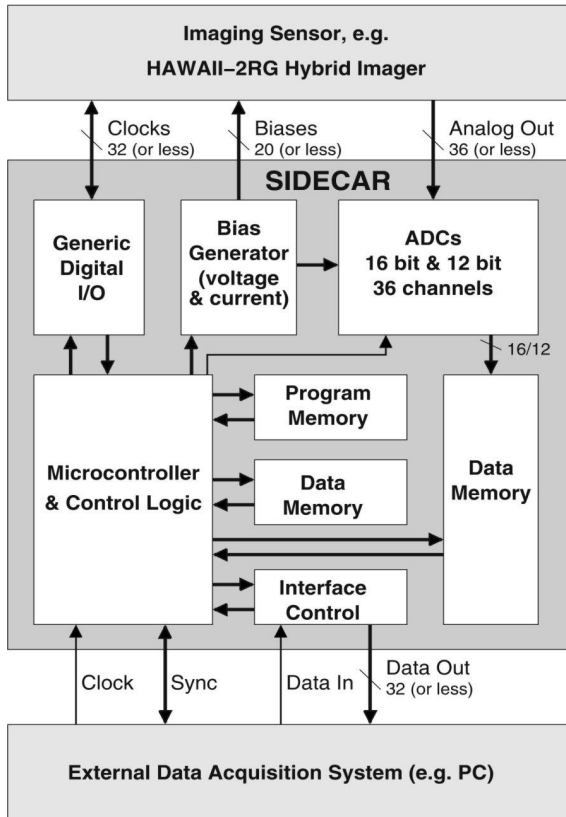 Imaging Sensor, e.g.
HAWAII–2RG Hybrid Imager
Clocks
32 (or less)
Biases
20 (or less)
Analog Out
36 (or less)
SIDECAR
Generic
Digital
I/O
Bias
Generator
(voltage
& current)
ADCs
16 bit & 12 bit
36 channels
16/12
Microcontroller
& Control Logic
Program
Memory
Data
Memory
Data
Memory
Interface
Control
Clock
Sync
Data In
Data Out
32 (or less)
External Data Acquisition System (e.g. PC)